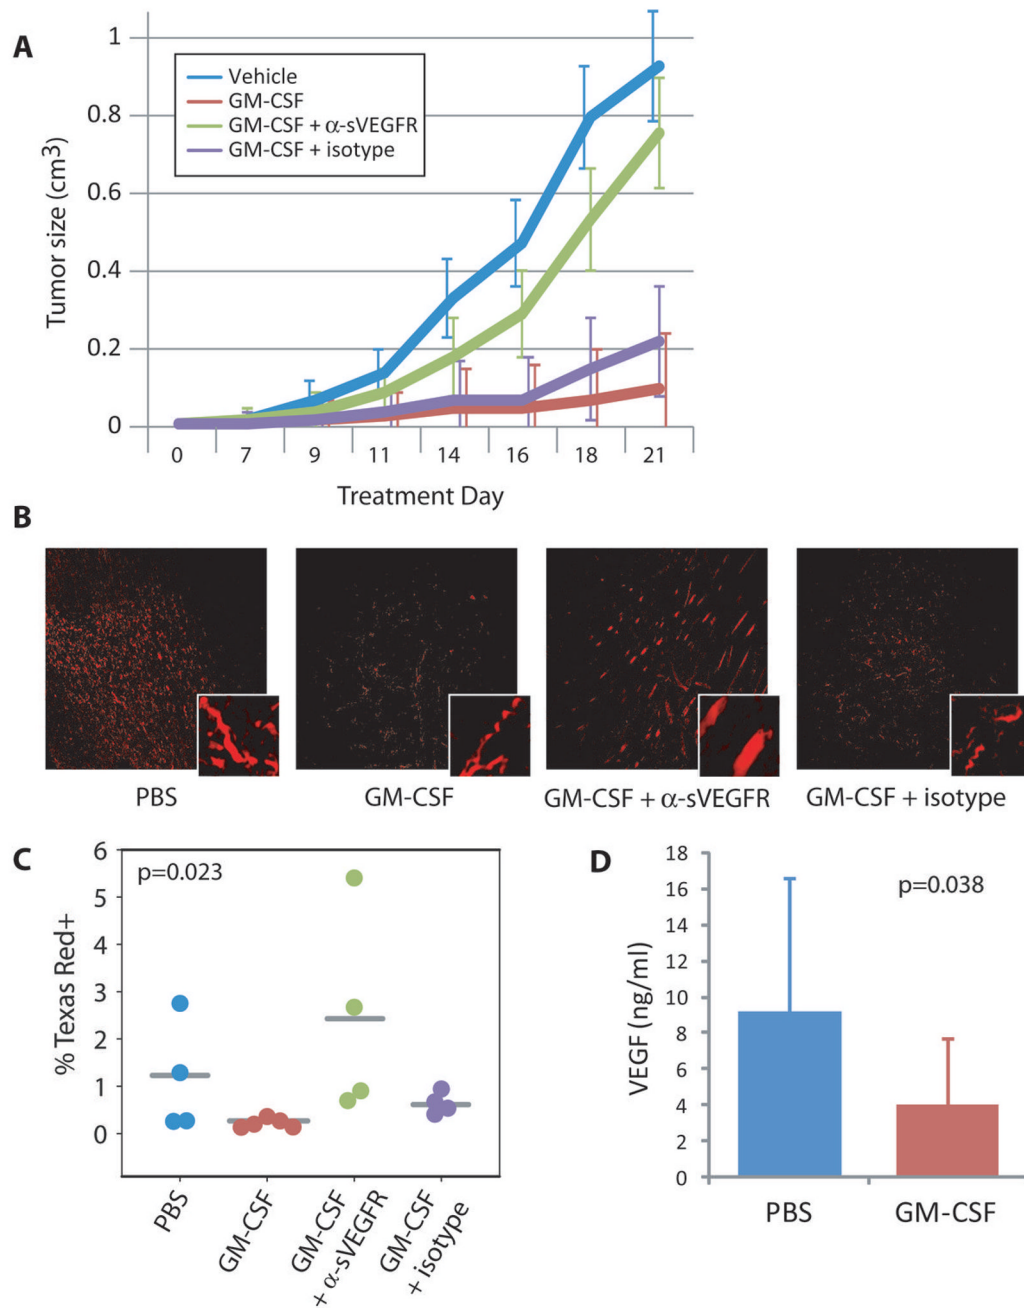 A
1
0.8
0.6
0.4
0.2
0
Tumor size (cm3)
Vehicle
GM-CSF
GM-CSF + α-sVEGFR
GM-CSF + isotype
0 7 9 11 14 16 18 21
Treatment Day
B
PBS
GM-CSF
GM-CSF + α-sVEGFR
GM-CSF + isotype
C
6
5
4
3
2
1
0
% Texas Red+
p=0.023
PBS
GM-CSF
GM-CSF
+ α-sVEGFR
GM-CSF
+ isotype
D
18
16
14
12
10
8
6
4
2
0
VEGF (ng/ml)
p=0.038
PBS
GM-CSF